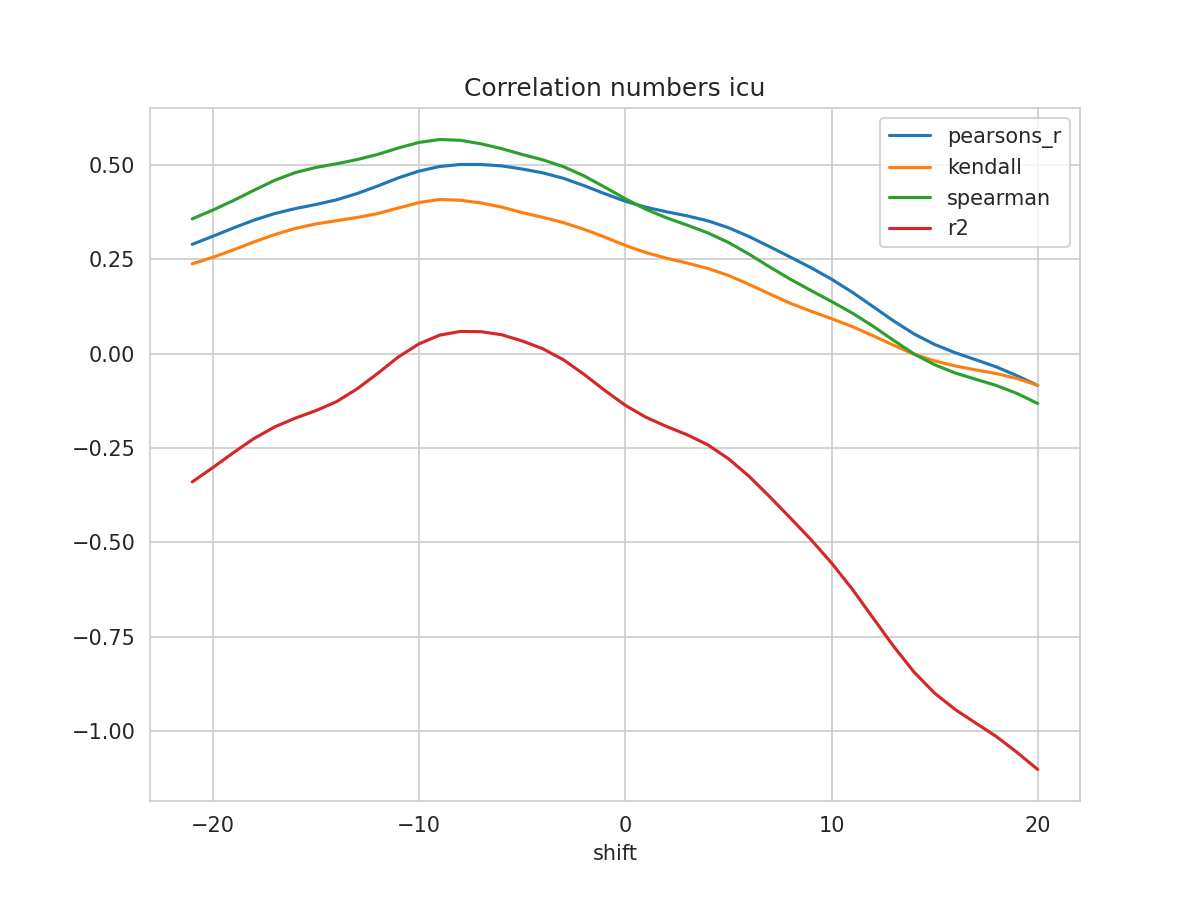 Correlation numbers icu
pearsons_r
kendall
spearman
r2
0.50
0.25
0.00
−0.25
−0.50
−0.75
−1.00
−20 −10 0 10 20
shift